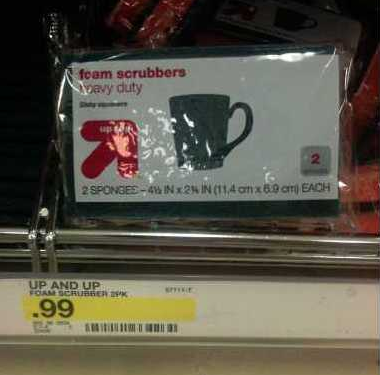 foam scrubbers
heavy duty
up & up
2
2 SPONGES – 4½ IN x 2¾ IN (11.4 cm x 6.9 cm) EACH
UP AND UP
FOAM SCRUBBER 2PK
.99